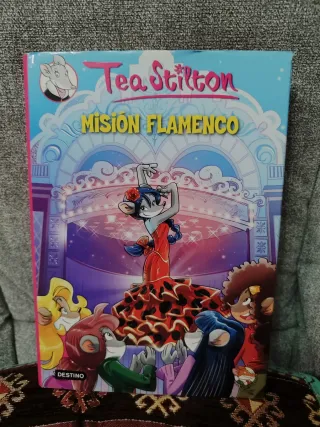 Tea Stilton
MISIÓN FLAMENCO
DESTINO